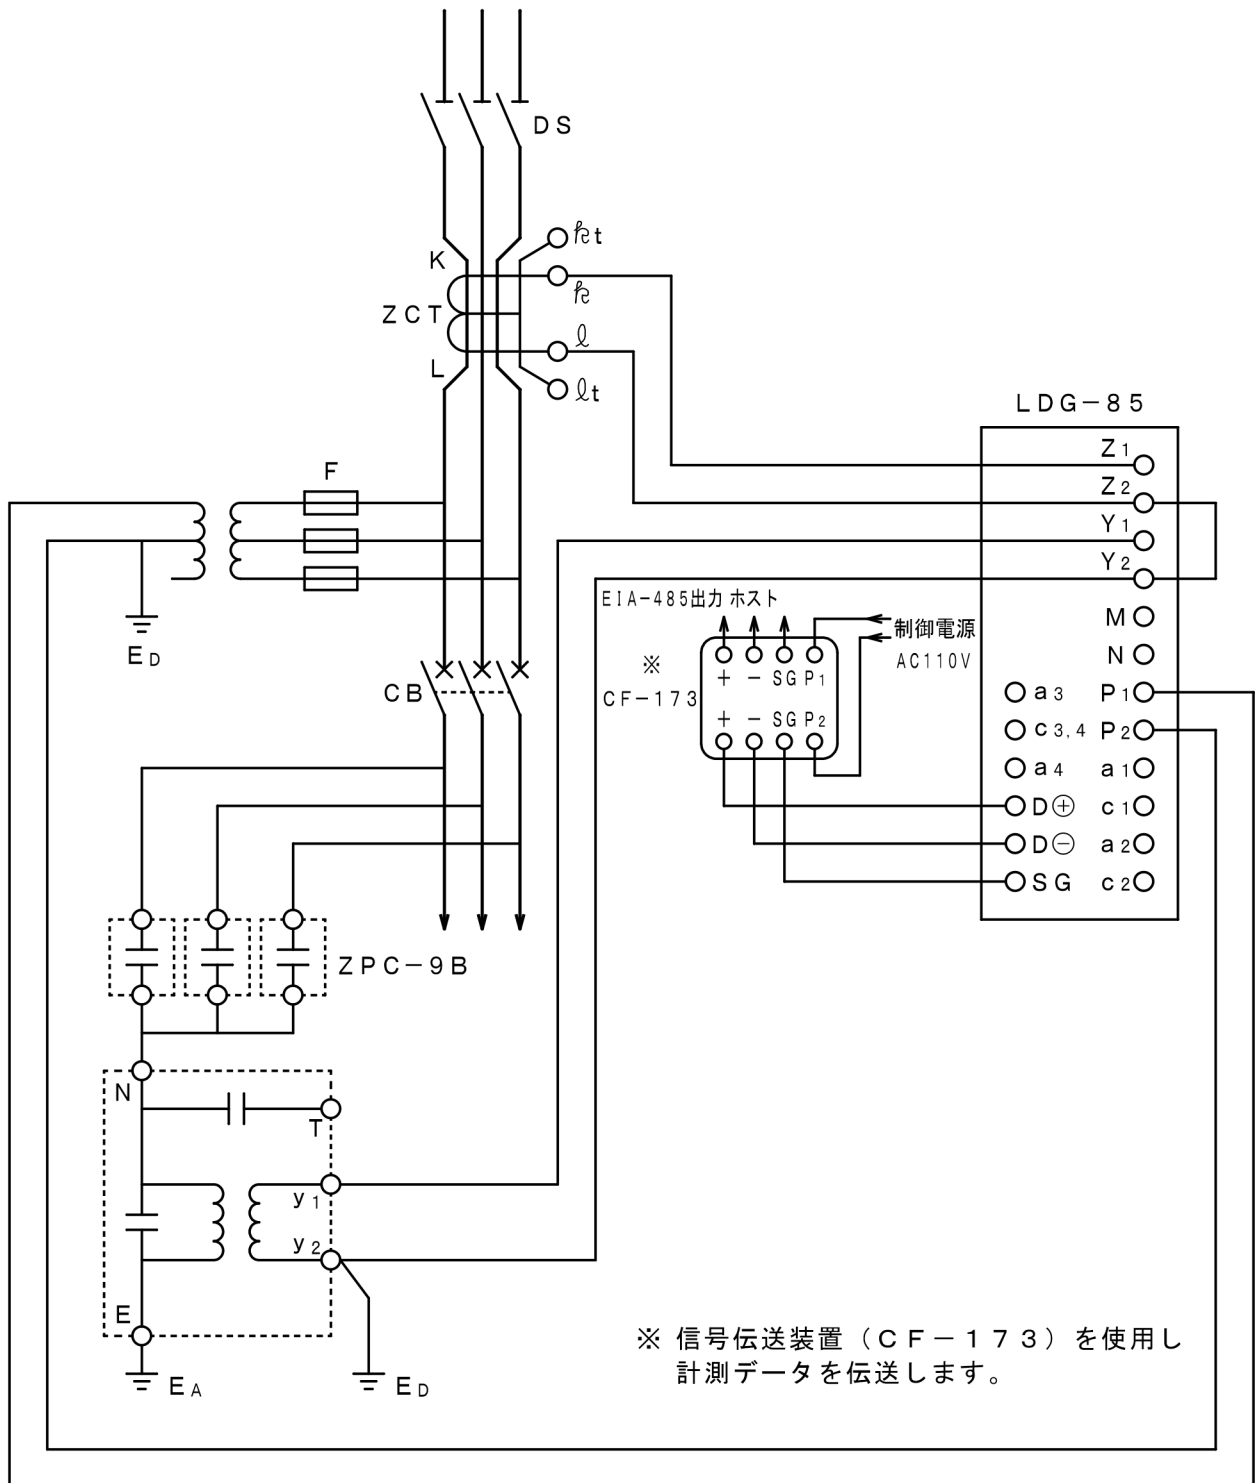 DS
kt
K
k
ZCT
ℓ
L
ℓt
LDG-85
Z1
F
Z2
Y1
Y2
EIA-485出力 ホスト
M
制御電源
ED
※
AC110V
N
+ - SG P1
CB
CF-173
a3 P1
+ - SG P2
c3,4 P2
a4 a1
D⊕ c1
D⊖ a2
SG c2
ZPC-9B
N
T
y1
y2
E
※ 信号伝送装置(CF-173)を使用し
計測データを伝送します。
EA
ED